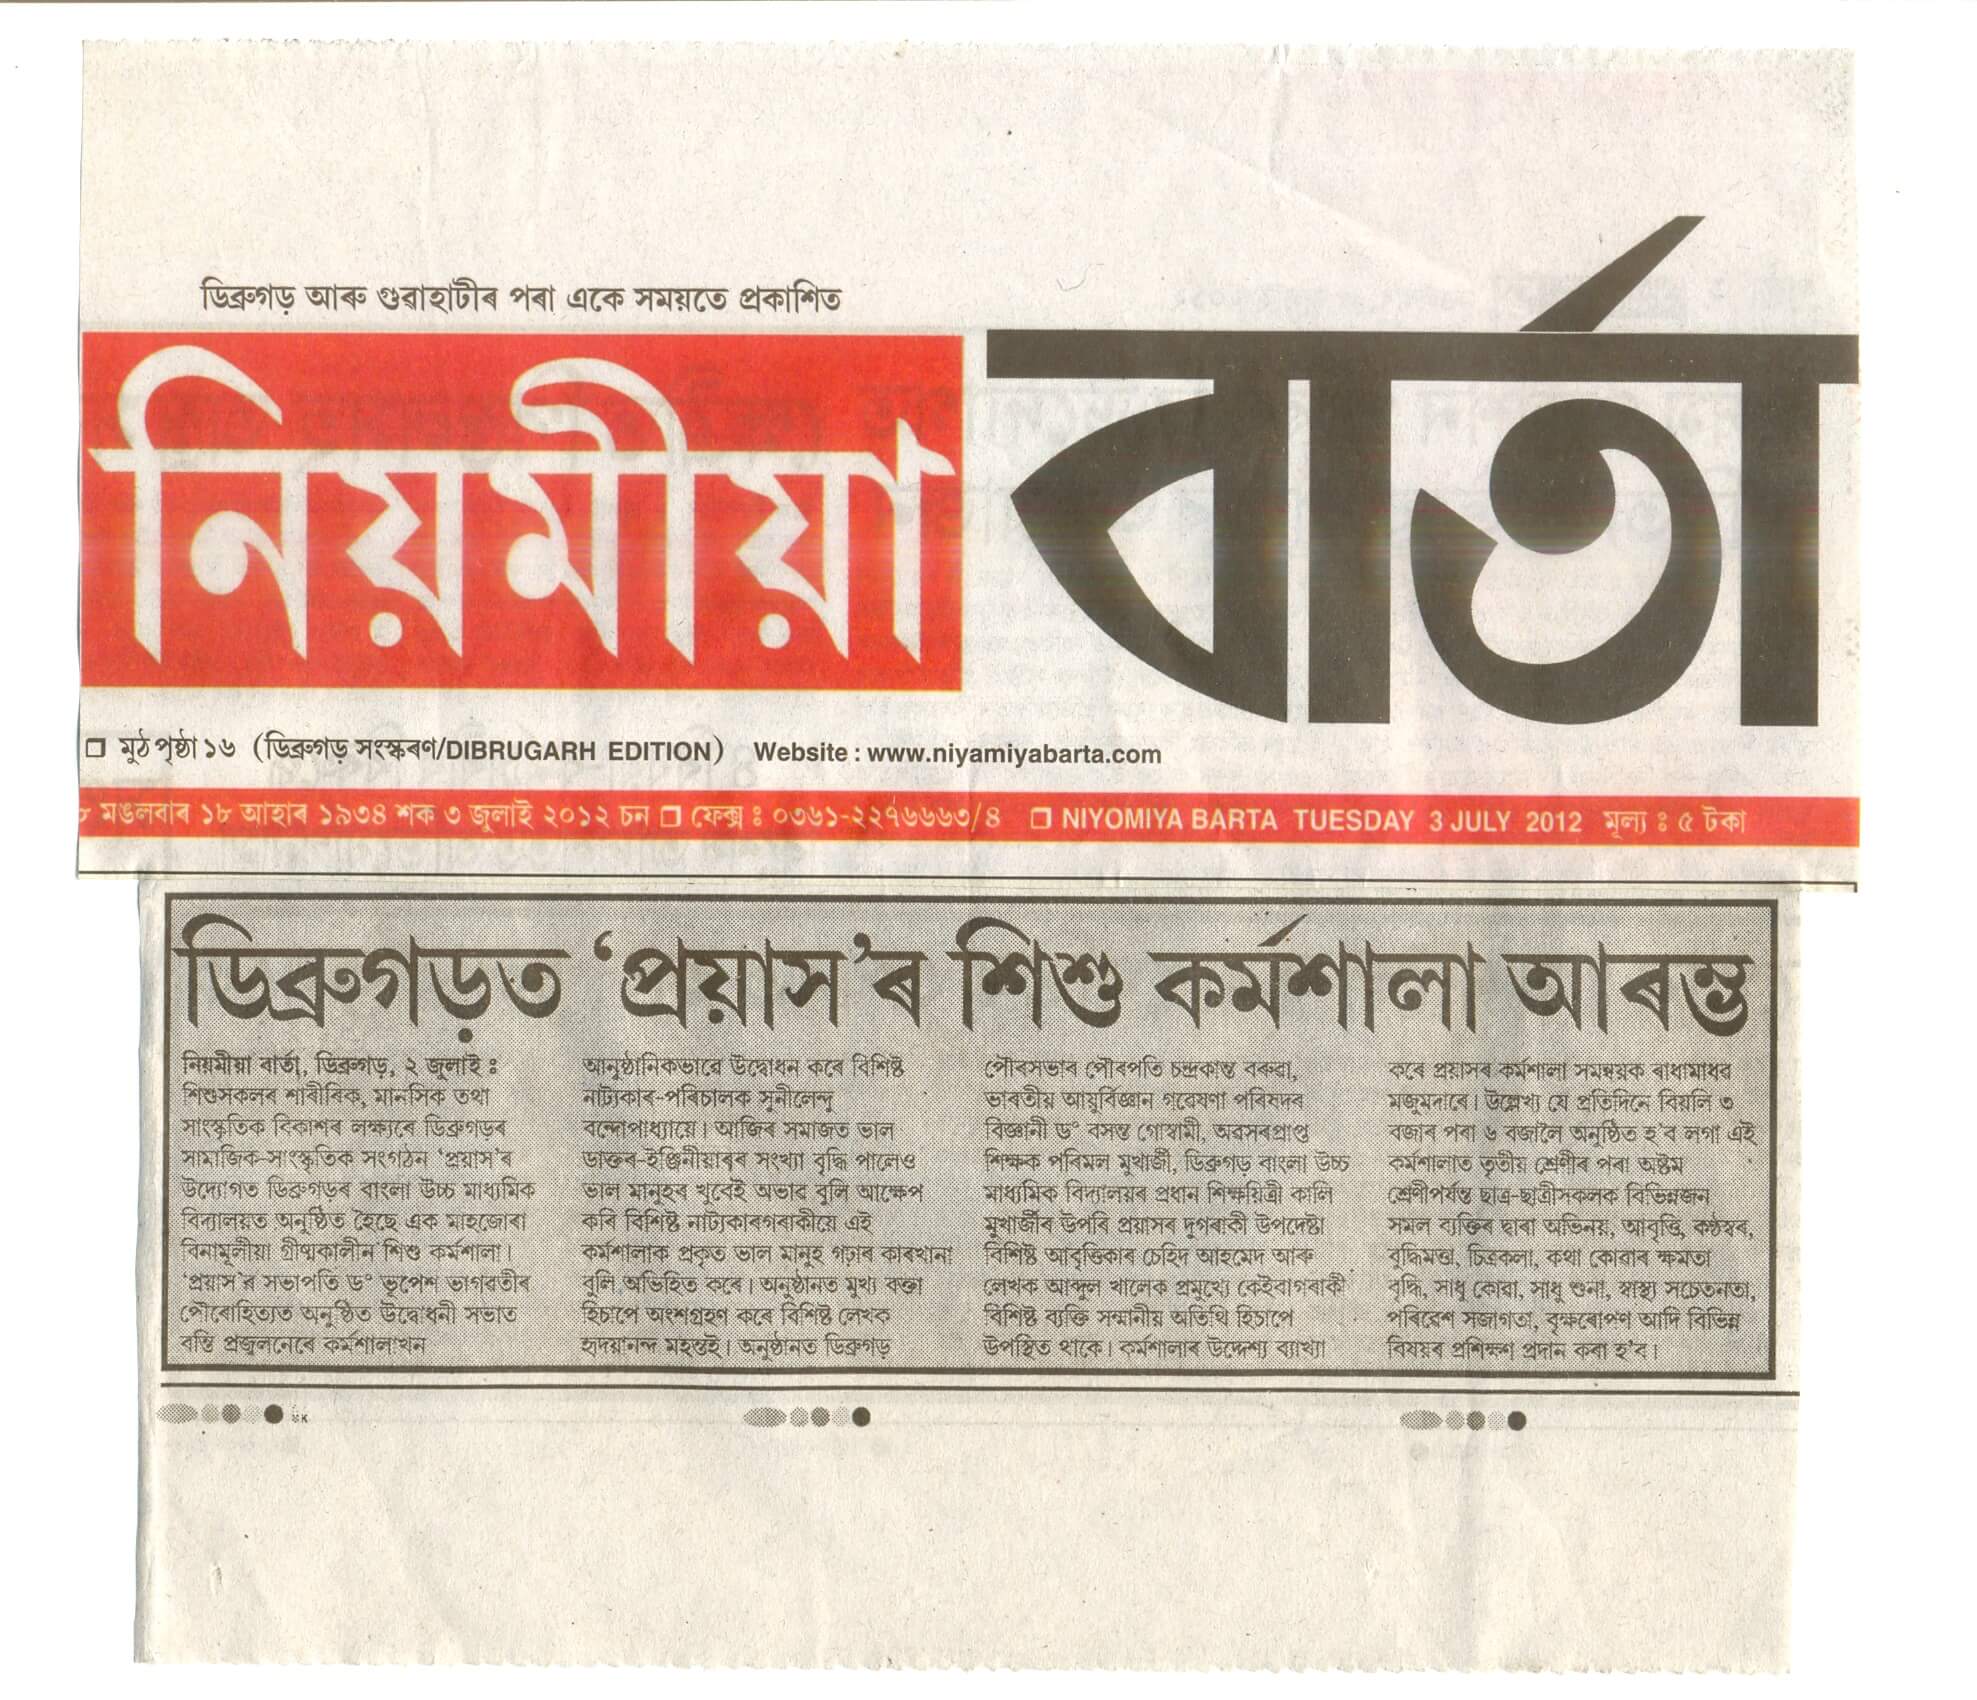 ডিব্ৰুগড় আৰু গুৱাহাটীৰ পৰা একে সময়তে প্ৰকাশিত
নিয়মীয়া বাৰ্তা
❐ মুঠ পৃষ্ঠা ১৬ (ডিব্ৰুগড় সংস্কৰণ/DIBRUGARH EDITION) Website : www.niyamiyabarta.com
মঙলবাৰ ১৮ আহাৰ ১৯৩৪ শক ৩ জুলাই ২০১২ চন ❐ ফেক্স ঃ ০৩৬১-২২৭৬৬৬৩/৪ ❐ NIYOMIYA BARTA TUESDAY 3 JULY 2012 মূল্য ঃ ৫ টকা
ডিব্ৰুগড়ত ‘প্ৰয়াস’ৰ শিশু কৰ্মশালা আৰম্ভ
নিয়মীয়া বাৰ্তা, ডিব্ৰুগড়, ২ জুলাই ঃ
শিশুসকলৰ শাৰীৰিক, মানসিক তথা
সাংস্কৃতিক বিকাশৰ লক্ষ্যৰে ডিব্ৰুগড়ৰ
সামাজিক-সাংস্কৃতিক সংগঠন ‘প্ৰয়াস’ৰ
উদ্যোগত ডিব্ৰুগড়ৰ বাংলা উচ্চ মাধ্যমিক
বিদ্যালয়ত অনুষ্ঠিত হৈছে এক মাহজোৰা
বিনামূলীয়া গ্ৰীষ্মকালীন শিশু কৰ্মশালা।
‘প্ৰয়াস’ৰ সভাপতি ড° ভূপেশ ভাগৱতীৰ
পৌৰোহিত্যত অনুষ্ঠিত উদ্বোধনী সভাত
বন্তি প্ৰজ্বলনেৰে কৰ্মশালাখন
আনুষ্ঠানিকভাৱে উদ্বোধন কৰে বিশিষ্ট
নাট্যকাৰ-পৰিচালক সুনীলেন্দু
বন্দোপাধ্যায়ে। আজিৰ সমাজত ভাল
ডাক্তৰ-ইঞ্জিনীয়াৰৰ সংখ্যা বৃদ্ধি পালেও
ভাল মানুহৰ খুবেই অভাৱ বুলি আক্ষেপ
কৰি বিশিষ্ট নাট্যকাৰগৰাকীয়ে এই
কৰ্মশালাক প্ৰকৃত ভাল মানুহ গঢ়াৰ কাৰখানা
বুলি অভিহিত কৰে। অনুষ্ঠানত মুখ্য বক্তা
হিচাপে অংশগ্ৰহণ কৰে বিশিষ্ট লেখক
হৃদয়ানন্দ মহন্তই। অনুষ্ঠানত ডিব্ৰুগড়
পৌৰসভাৰ পৌৰপতি চন্দ্ৰকান্ত বৰুৱা,
ভাৰতীয় আয়ুৰ্বিজ্ঞান গৱেষণা পৰিষদৰ
বিজ্ঞানী ড° বসন্ত গোস্বামী, অৱসৰপ্ৰাপ্ত
শিক্ষক পৰিমল মুখাৰ্জী, ডিব্ৰুগড় বাংলা উচ্চ
মাধ্যমিক বিদ্যালয়ৰ প্ৰধান শিক্ষয়িত্ৰী কালি
মুখাৰ্জীৰ উপৰি প্ৰয়াসৰ দুগৰাকী উপদেষ্টা
বিশিষ্ট আবৃত্তিকাৰ চেহিদ আহমেদ আৰু
লেখক আব্দুল খালেক প্ৰমুখ্যে কেইবাগৰাকী
বিশিষ্ট ব্যক্তি সন্মানীয় অতিথি হিচাপে
উপস্থিত থাকে। কৰ্মশালাৰ উদ্দেশ্য ব্যাখ্যা
কৰে প্ৰয়াসৰ কৰ্মশালা সমন্বয়ক ৰাধামাধৱ
মজুমদাৰে। উল্লেখ্য যে প্ৰতিদিনে বিয়লি ৩
বজাৰ পৰা ৬ বজালৈ অনুষ্ঠিত হ’ব লগা এই
কৰ্মশালাত তৃতীয় শ্ৰেণীৰ পৰা অষ্টম
শ্ৰেণীপৰ্যন্ত ছাত্ৰ-ছাত্ৰীসকলক বিভিন্নজন
সমল ব্যক্তিৰ দ্বাৰা অভিনয়, আবৃত্তি, কণ্ঠস্বৰ,
বুদ্ধিমত্তা, চিত্ৰকলা, কথা কোৱাৰ ক্ষমতা
বৃদ্ধি, সাধু কোৱা, সাধু শুনা, স্বাস্থ্য সচেতনতা,
পৰিৱেশ সজাগতা, বৃক্ষৰোপণ আদি বিভিন্ন
বিষয়ৰ প্ৰশিক্ষণ প্ৰদান কৰা হ’ব।